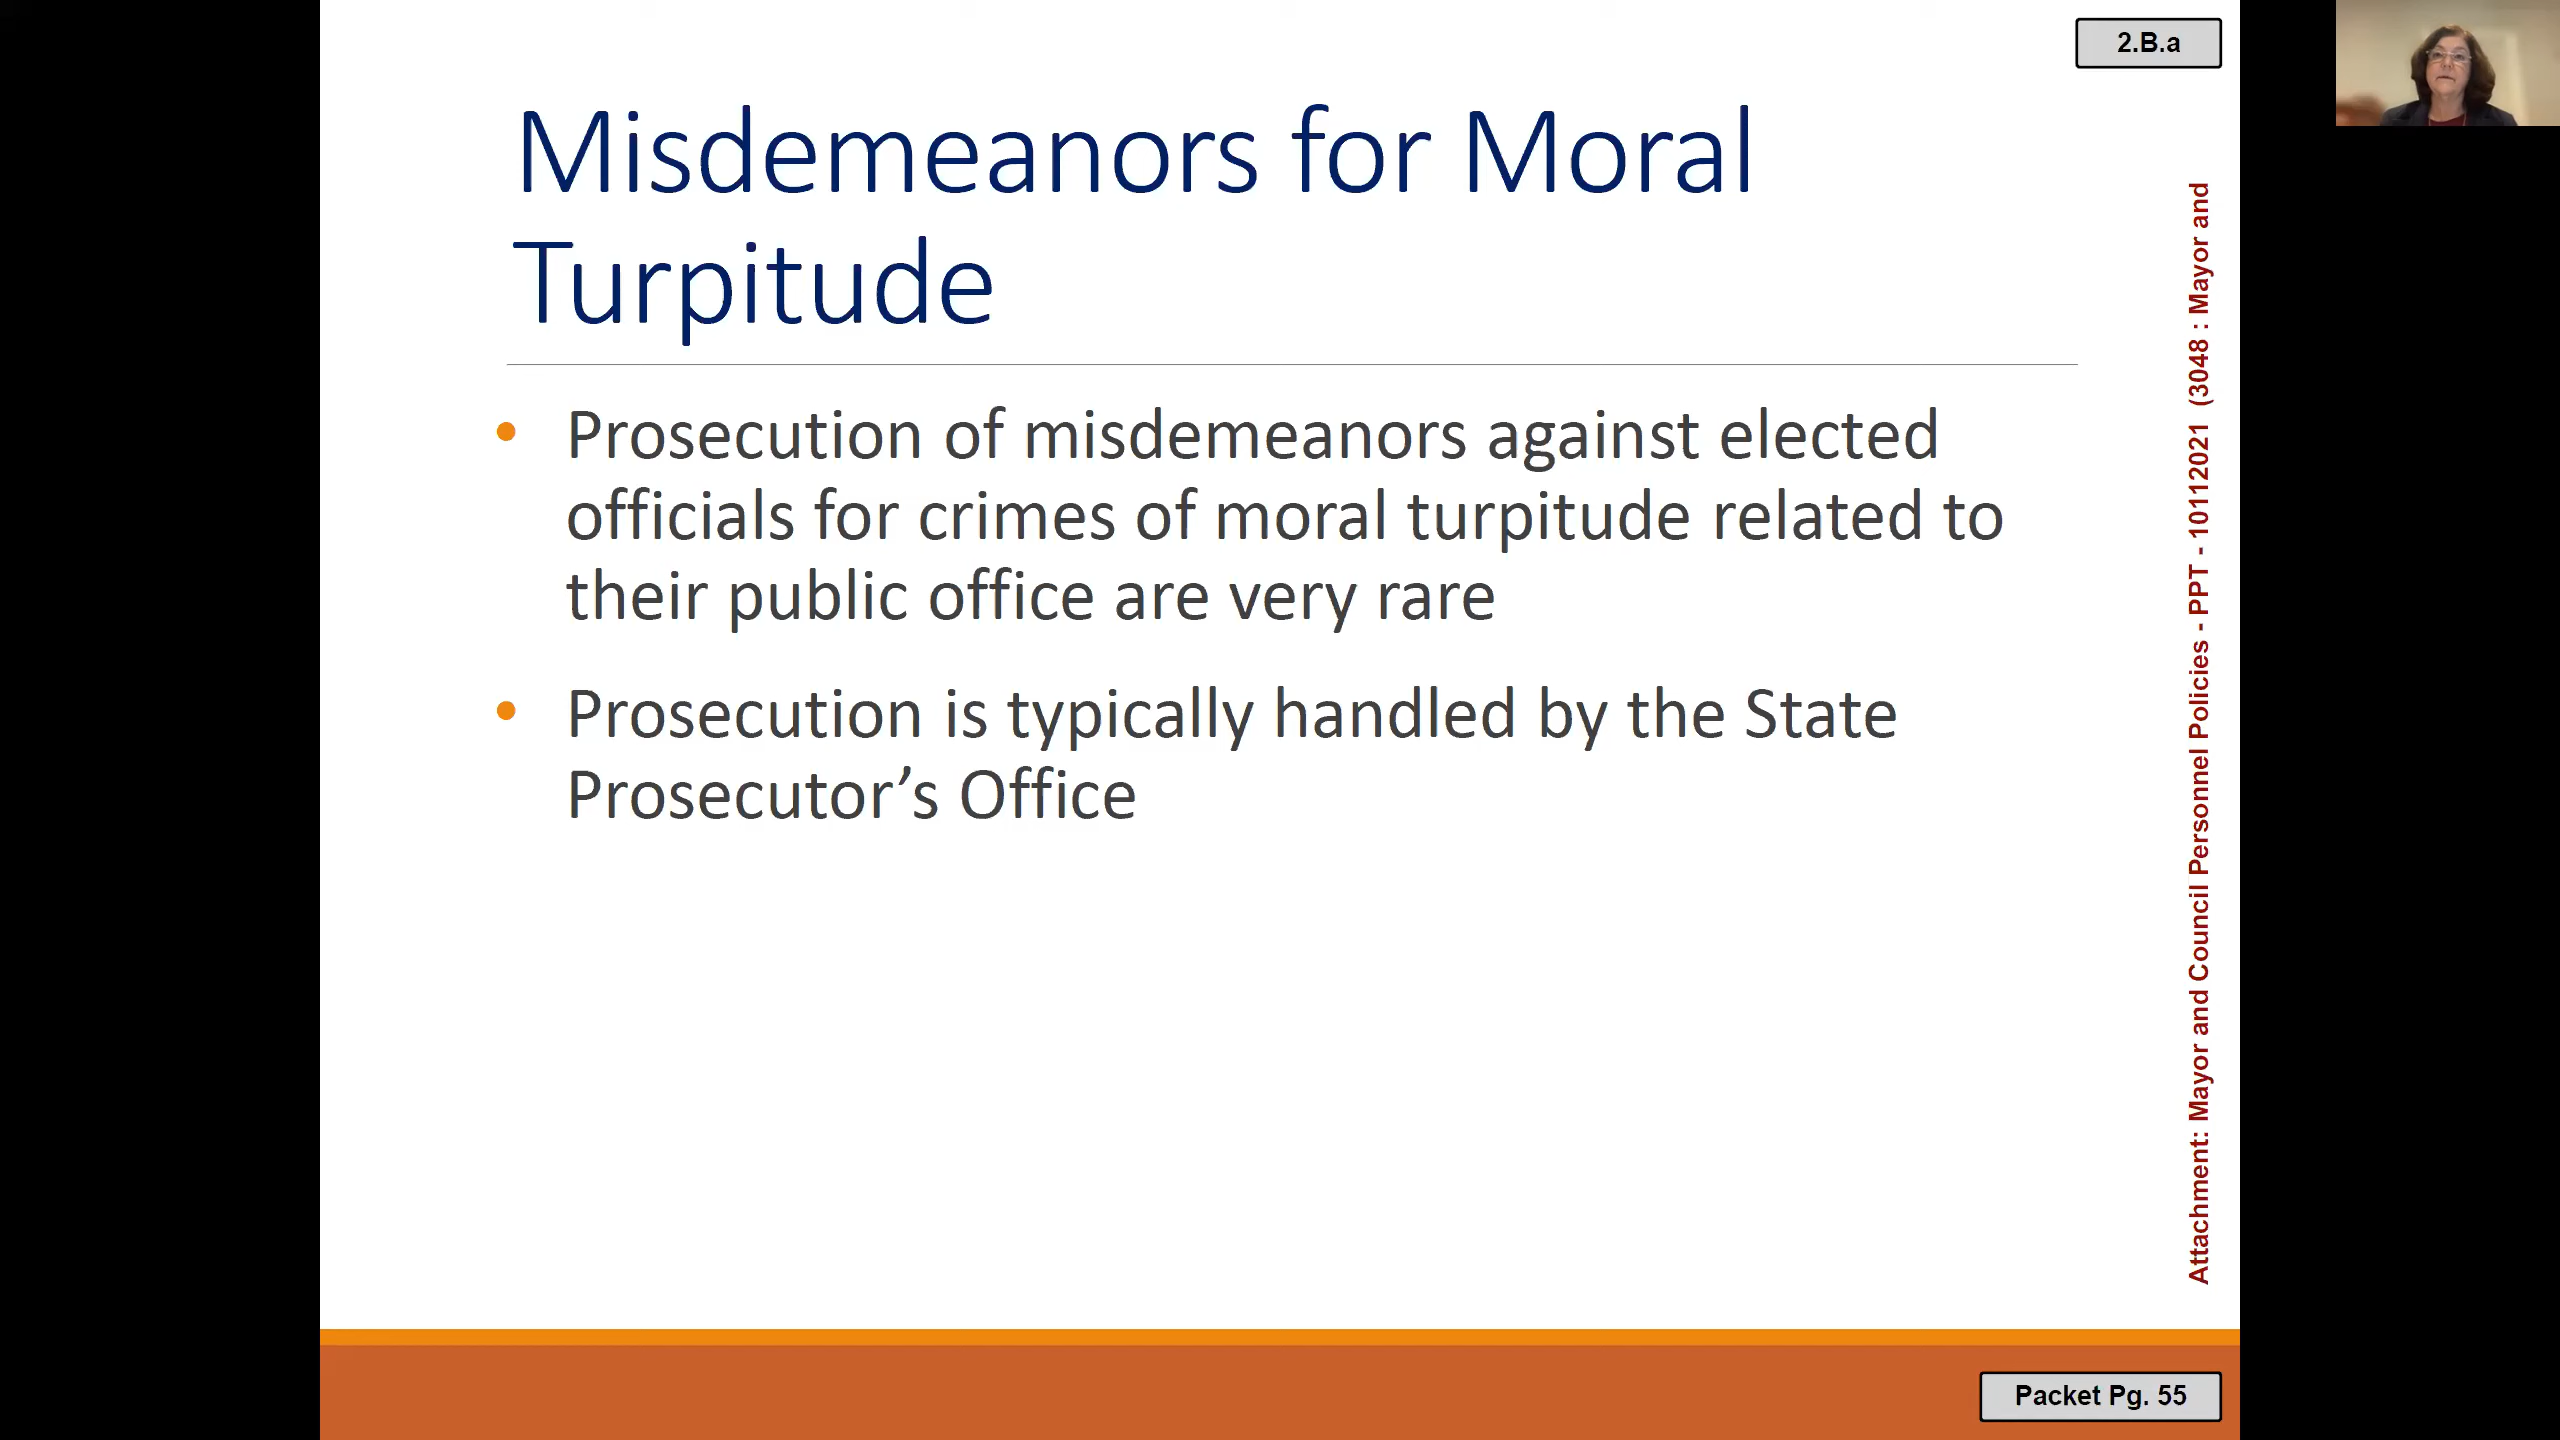 2.B.a
Misdemeanors for Moral
Turpitude
• Prosecution of misdemeanors against elected
officials for crimes of moral turpitude related to
their public office are very rare
• Prosecution is typically handled by the State
Prosecutor’s Office
Attachment: Mayor and Council Personnel Policies - PPT - 10112021 (3048 : Mayor and
Packet Pg. 55